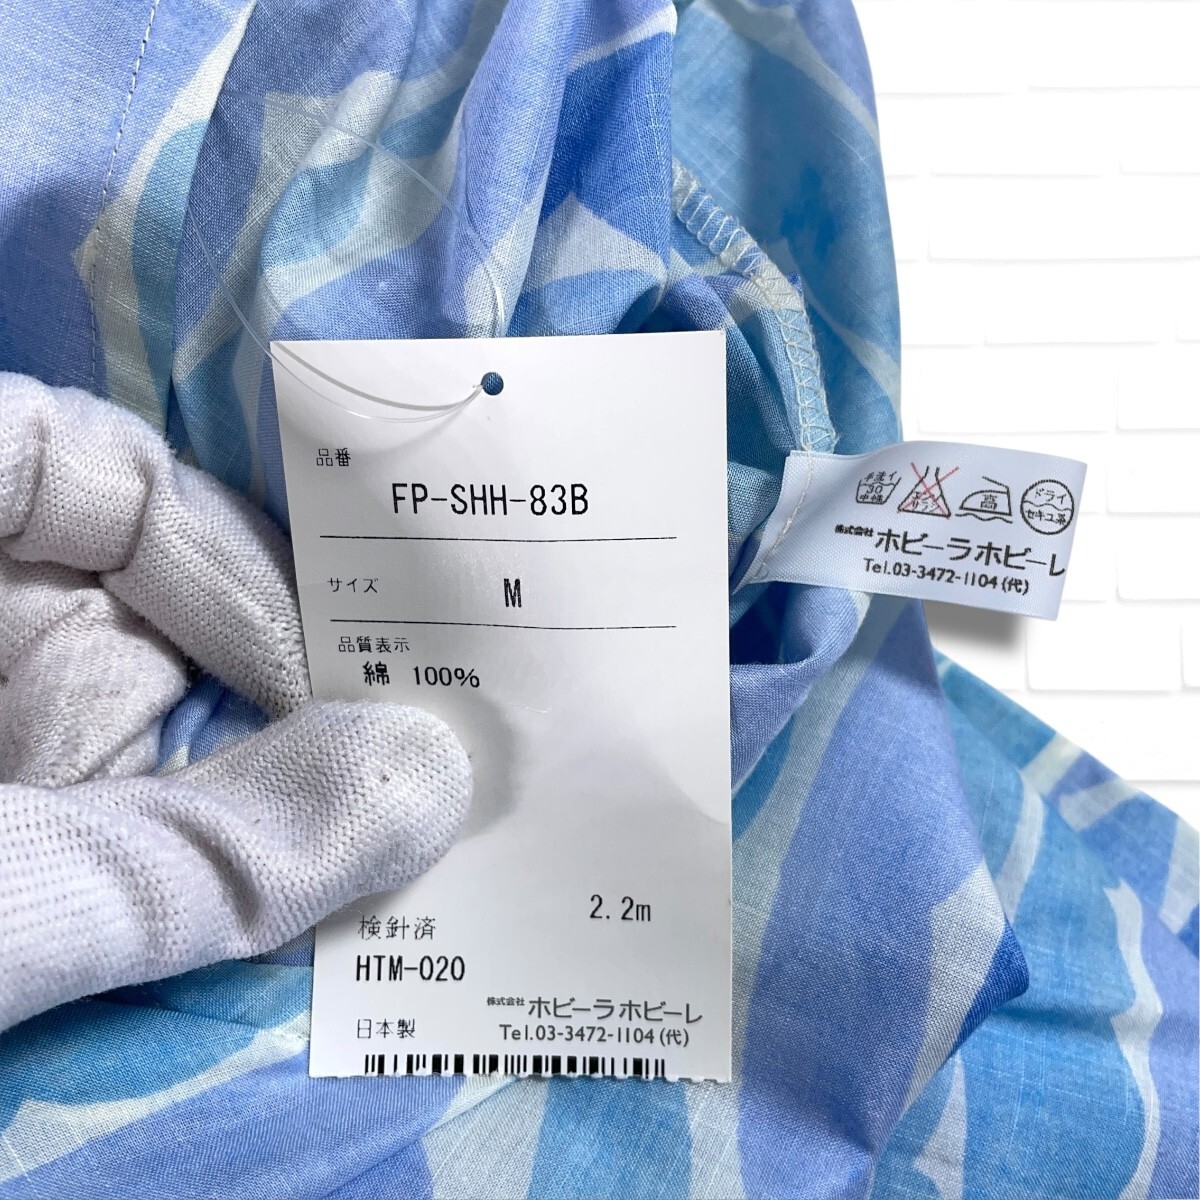 品番
FP-SHH-83B
サイズ
M
品質表示
綿 100%
2.2m
検針済
HTM-020
日本製
株式会社 ホビーラホビーレ
Tel.03-3472-1104(代)
手洗イ
30
中性
エンソ
サラシ
高
ドライ
セキユ系
株式会社 ホビーラホビーレ
Tel.03-3472-1104(代)